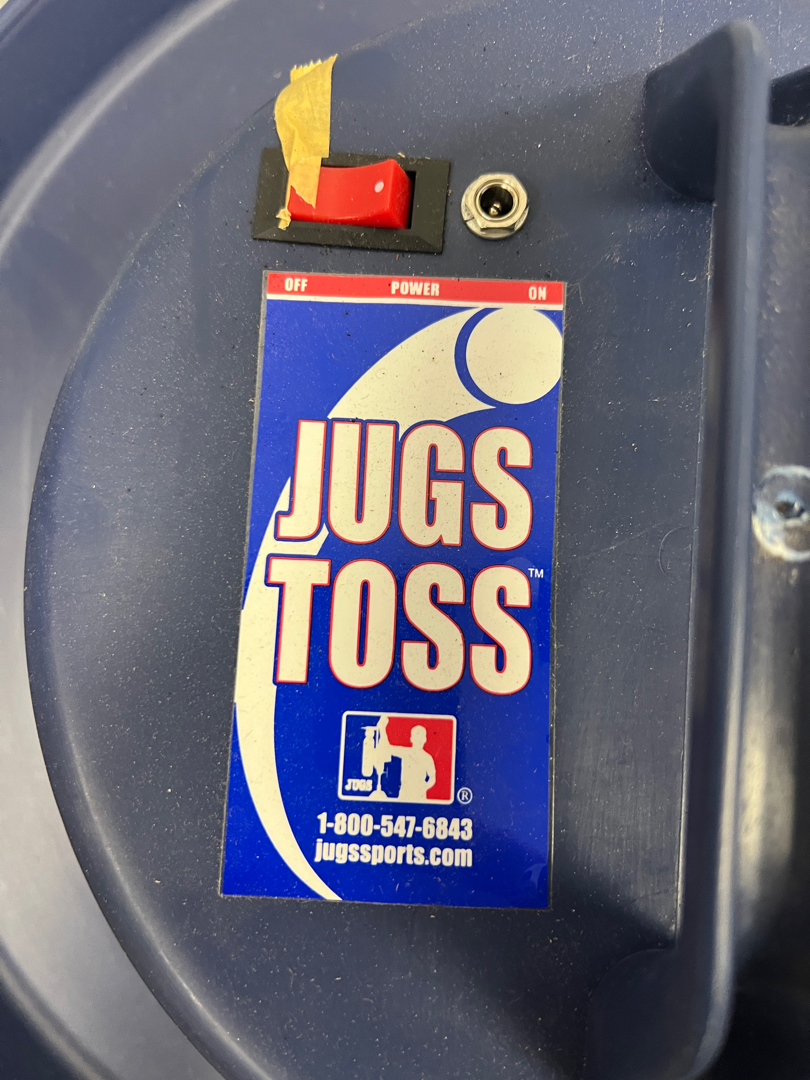 OFF POWER ON
JUGS
TOSS™
JUGS ®
1-800-547-6843
jugssports.com